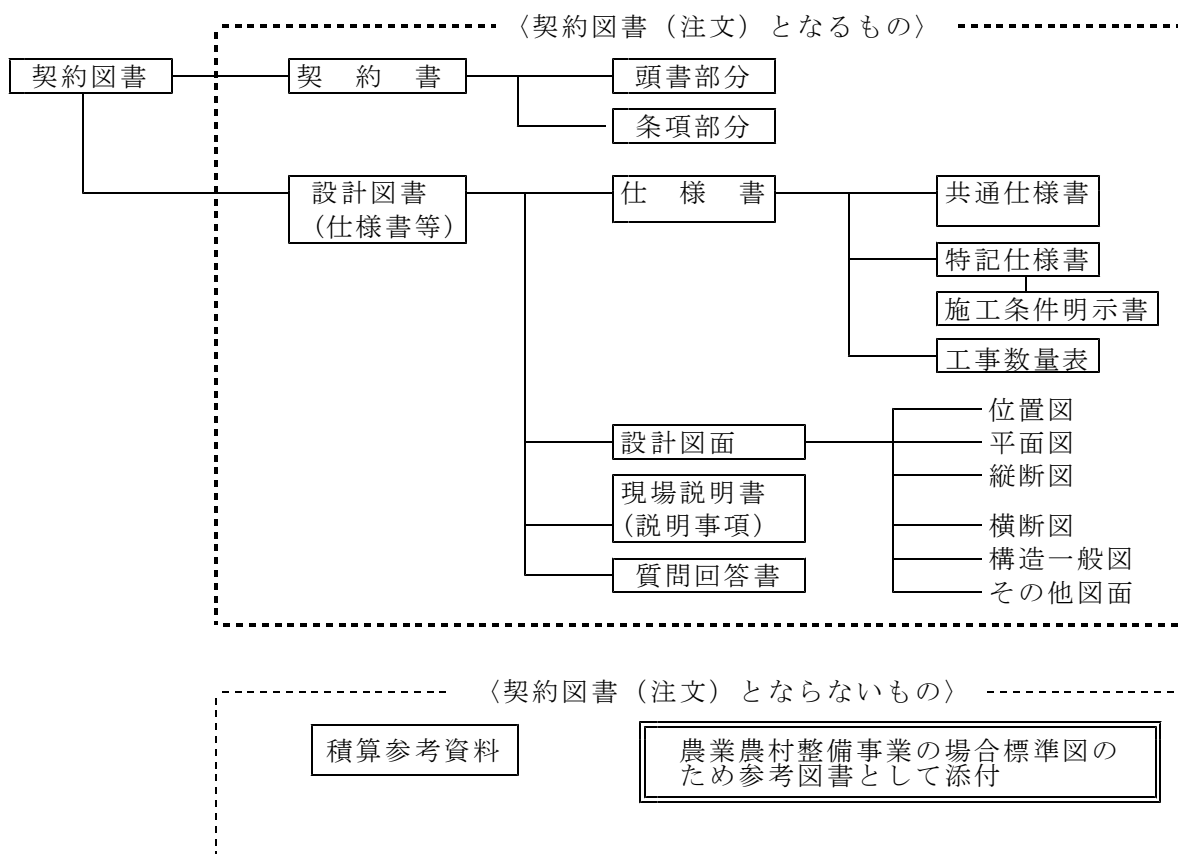 〈契約図書（注文）となるもの〉
契約図書
契　約　書
頭書部分
条項部分
設計図書
(仕様書等)
仕　様　書
共通仕様書
特記仕様書
施工条件明示書
工事数量表
設計図面
位置図
平面図
縦断図
横断図
構造一般図
その他図面
現場説明書
(説明事項)
質問回答書
〈契約図書（注文）とならないもの〉
積算参考資料
農業農村整備事業の場合標準図の
ため参考図書として添付